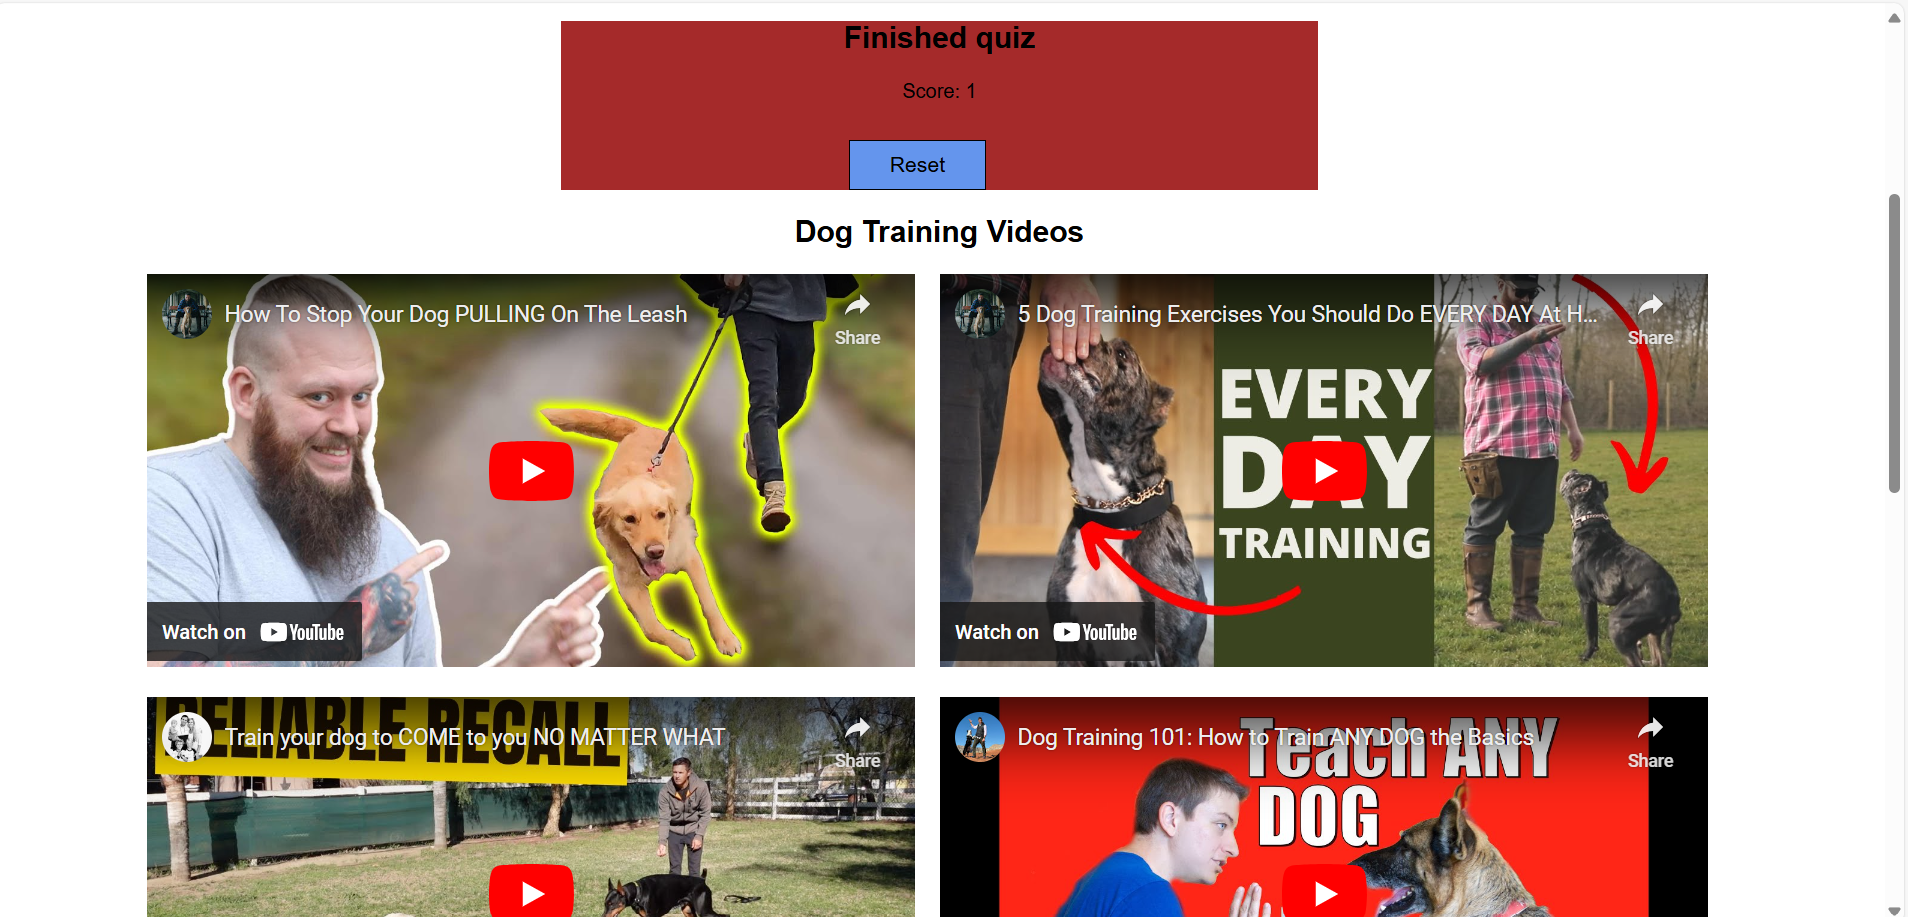 Finished quiz
Score: 1
Reset
Dog Training Videos
How To Stop Your Dog PULLING On The Leash
Share
Watch on YouTube
5 Dog Training Exercises You Should Do EVERY DAY At H...
Share
EVERY
DAY
TRAINING
Watch on YouTube
RELIABLE RECALL
Train your dog to COME to you NO MATTER WHAT
Share
Teach ANY
DOG
Dog Training 101: How to Train ANY DOG the Basics
Share